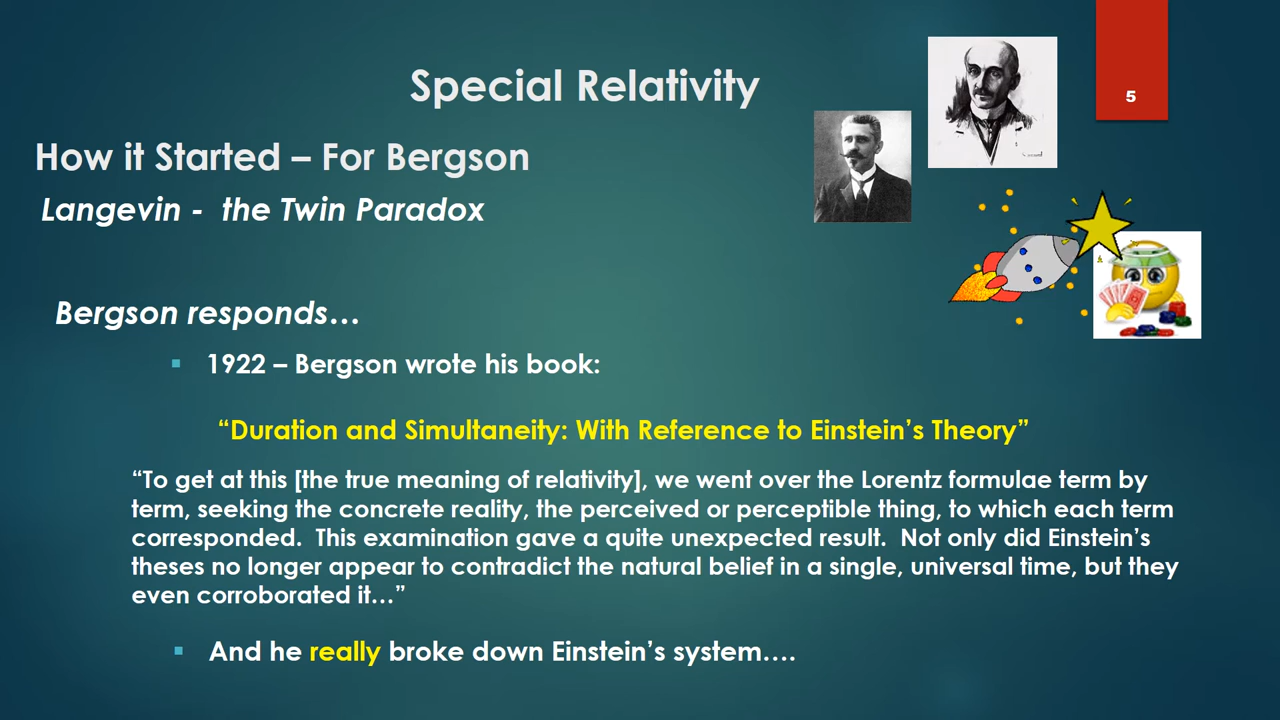 Special Relativity
5
How it Started – For Bergson
Langevin -  the Twin Paradox
Bergson responds…
▪ 1922 – Bergson wrote his book:
“Duration and Simultaneity: With Reference to Einstein’s Theory”
“To get at this [the true meaning of relativity], we went over the Lorentz formulae term by
term, seeking the concrete reality, the perceived or perceptible thing, to which each term
corresponded.  This examination gave a quite unexpected result.  Not only did Einstein’s
theses no longer appear to contradict the natural belief in a single, universal time, but they
even corroborated it…”
▪ And he really broke down Einstein’s system….